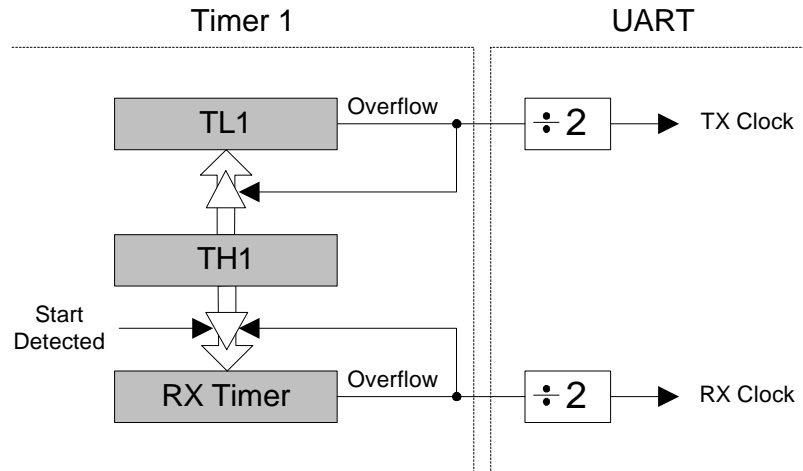 Timer 1
UART
TL1
Overflow
÷ 2
TX Clock
TH1
Start
Detected
RX Timer
Overflow
÷ 2
RX Clock